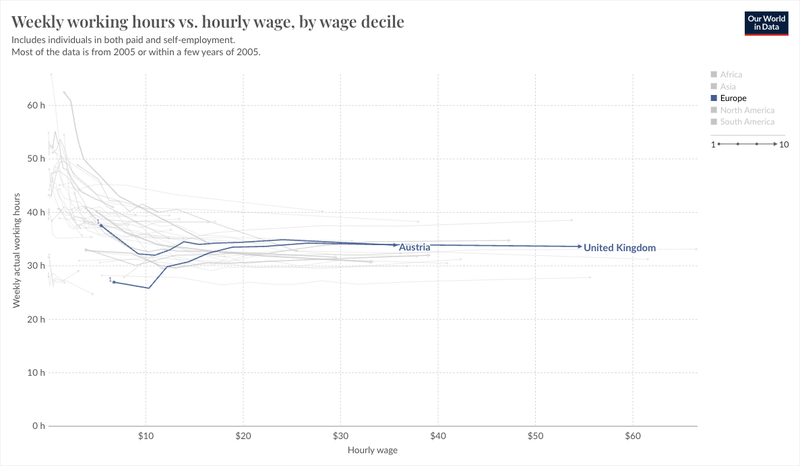 Weekly working hours vs. hourly wage, by wage decile
Includes individuals in both paid and self-employment.
Most of the data is from 2005 or within a few years of 2005.
Our World
in Data
Africa
Asia
Europe
North America
South America
1 10
60 h
50 h
40 h
30 h
20 h
10 h
0 h
Weekly actual working hours
1
1
Austria
United Kingdom
$10 $20 $30 $40 $50 $60
Hourly wage